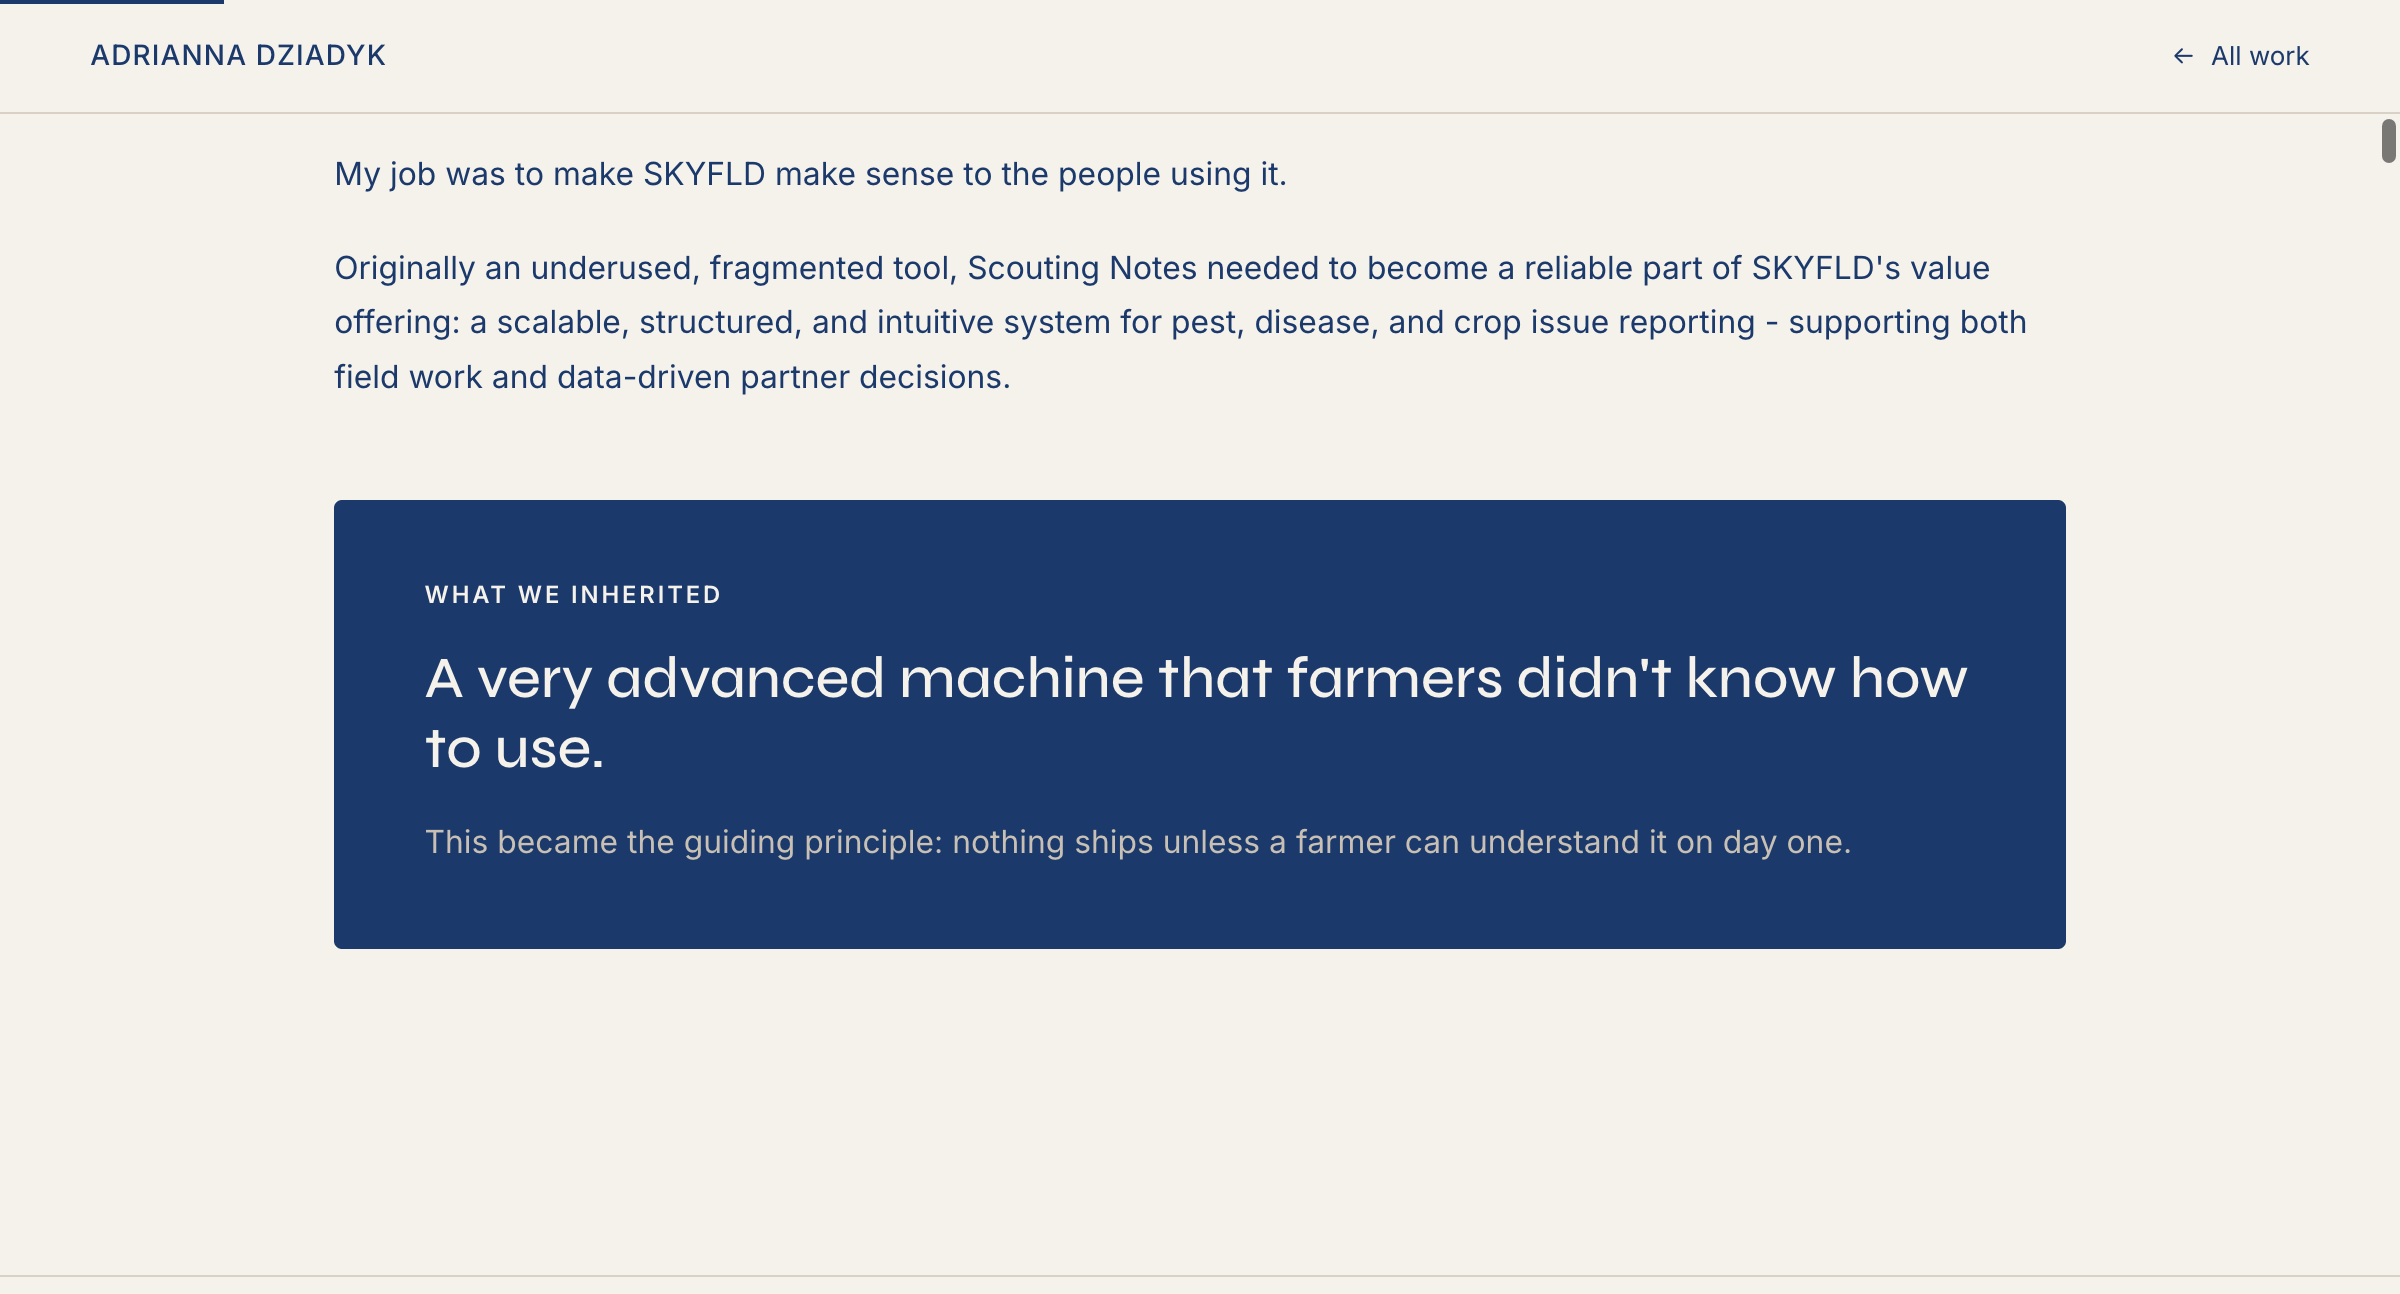 ADRIANNA DZIADYK
← All work
My job was to make SKYFLD make sense to the people using it.
Originally an underused, fragmented tool, Scouting Notes needed to become a reliable part of SKYFLD's value
offering: a scalable, structured, and intuitive system for pest, disease, and crop issue reporting - supporting both
field work and data-driven partner decisions.
WHAT WE INHERITED
A very advanced machine that farmers didn't know how
to use.
This became the guiding principle: nothing ships unless a farmer can understand it on day one.